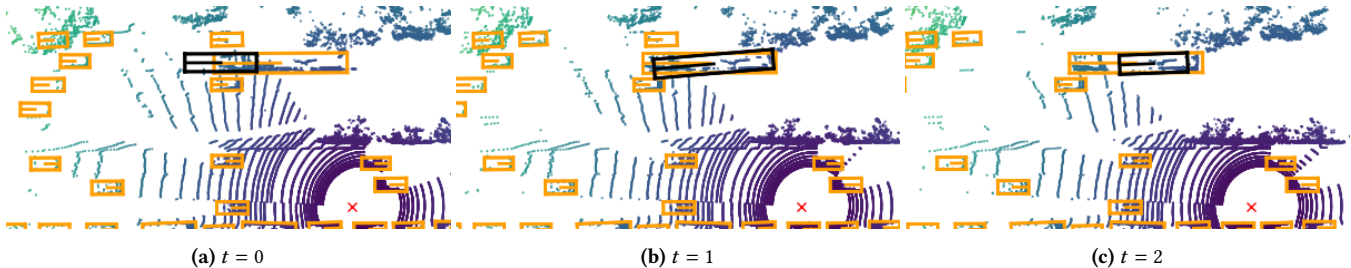 (a) t = 0
(b) t = 1
(c) t = 2